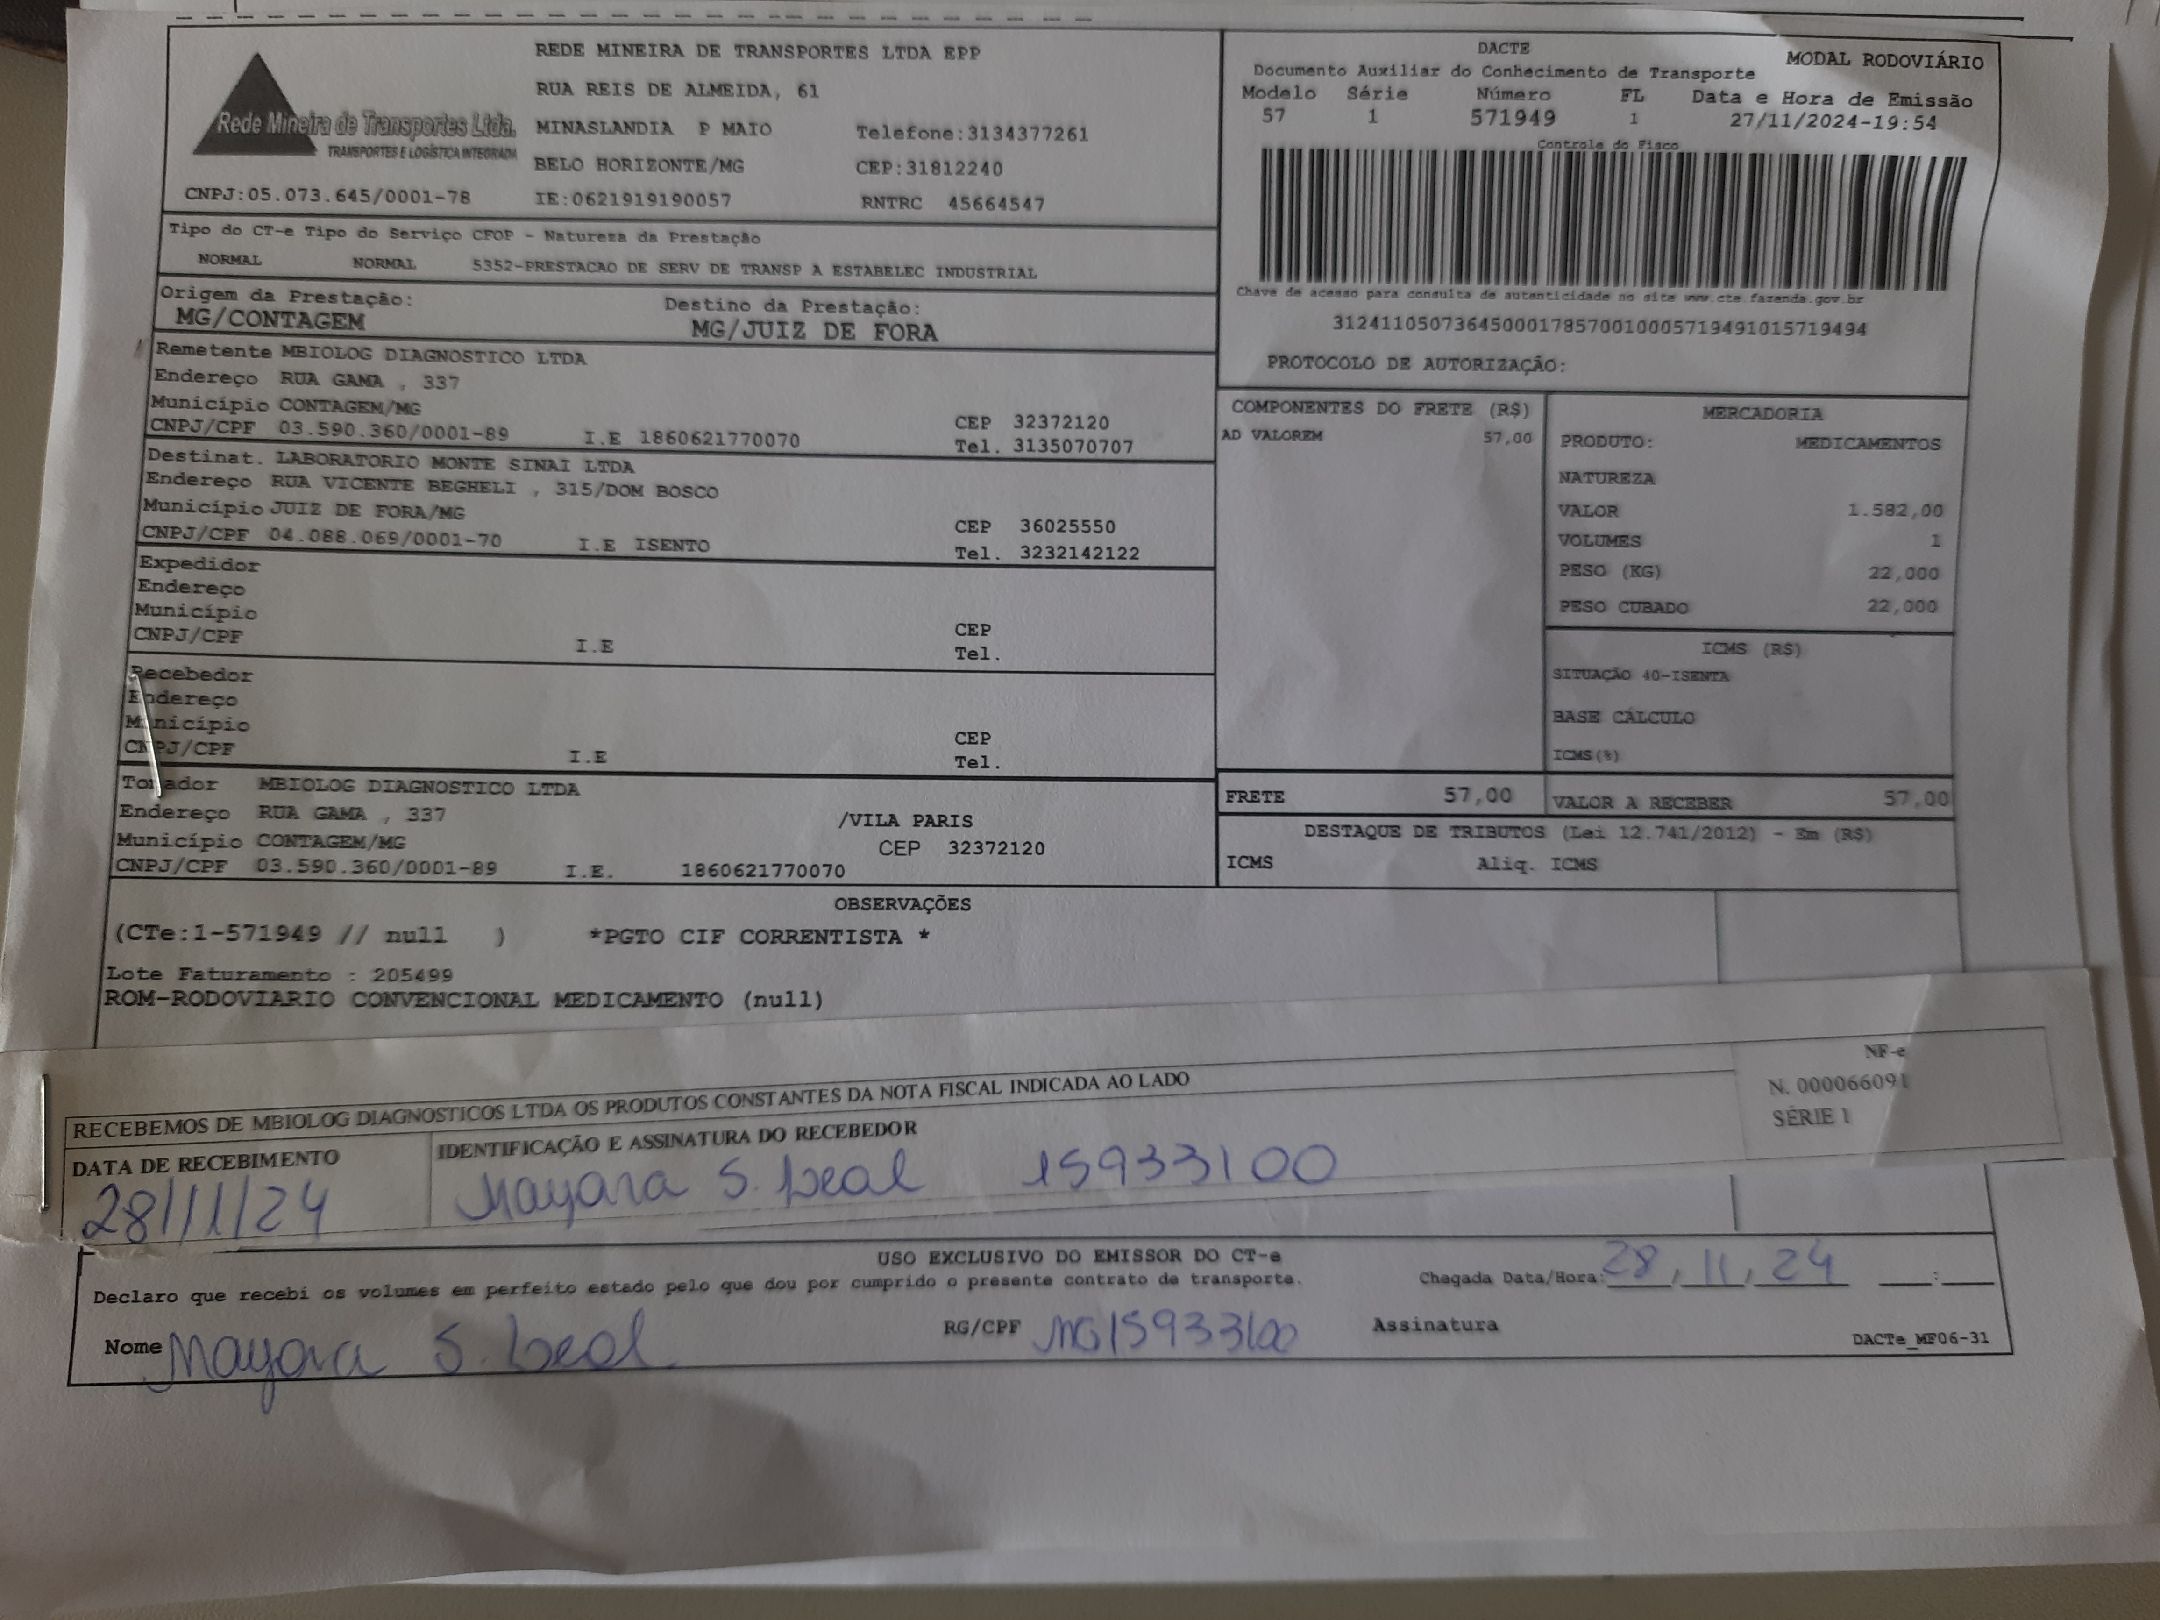 Rede Mineira de Transportes Ltda.
TRANSPORTES E LOGÍSTICA INTEGRADA
CNPJ:05.073.645/0001-78
REDE MINEIRA DE TRANSPORTES LTDA EPP
RUA REIS DE ALMEIDA, 61
MINASLANDIA P MAIO Telefone:3134377261
BELO HORIZONTE/MG CEP:31812240
IE:0621919190057 RNTRC 45664547
DACTE MODAL RODOVIÁRIO
Documento Auxiliar do Conhecimento de Transporte
Modelo Série Número FL Data e Hora de Emissão
57 1 571949 1 27/11/2024-19:54
Controle do Fisco
Chave de acesso para consulta de autenticidade no site www.cte.fazenda.gov.br
31241105073645000178570010005719491015719494
PROTOCOLO DE AUTORIZAÇÃO:
Tipo do CT-e Tipo do Serviço CFOP - Natureza da Prestação
NORMAL NORMAL 5352-PRESTACAO DE SERV DE TRANSP A ESTABELEC INDUSTRIAL
Origem da Prestação: Destino da Prestação:
MG/CONTAGEM MG/JUIZ DE FORA
Remetente MBIOLOG DIAGNOSTICO LTDA
Endereço RUA GAMA , 337
Município CONTAGEM/MG CEP 32372120
CNPJ/CPF 03.590.360/0001-89 I.E 1860621770070 Tel. 3135070707
Destinat. LABORATORIO MONTE SINAI LTDA
Endereço RUA VICENTE BEGHELI , 315/DOM BOSCO
Município JUIZ DE FORA/MG CEP 36025550
CNPJ/CPF 04.088.069/0001-70 I.E ISENTO Tel. 3232142122
Expedidor
Endereço
Município CEP
CNPJ/CPF I.E Tel.
Recebedor
Endereço
Município CEP
CNPJ/CPF I.E Tel.
Tomador MBIOLOG DIAGNOSTICO LTDA
Endereço RUA GAMA , 337 /VILA PARIS
Município CONTAGEM/MG CEP 32372120
CNPJ/CPF 03.590.360/0001-89 I.E. 1860621770070
COMPONENTES DO FRETE (R$)
AD VALOREM 57,00
MERCADORIA
PRODUTO: MEDICAMENTOS
NATUREZA
VALOR 1.582,00
VOLUMES 1
PESO (KG) 22,000
PESO CUBADO 22,000
ICMS (R$)
SITUAÇÃO 40-ISENTA
BASE CÁLCULO
ICMS(%)
FRETE 57,00 VALOR A RECEBER 57,00
DESTAQUE DE TRIBUTOS (Lei 12.741/2012) - Em (R$)
ICMS Aliq. ICMS
OBSERVAÇÕES
(CTe:1-571949 // null ) *PGTO CIF CORRENTISTA *
Lote Faturamento : 205499
ROM-RODOVIARIO CONVENCIONAL MEDICAMENTO (null)
RECEBEMOS DE MBIOLOG DIAGNOSTICOS LTDA OS PRODUTOS CONSTANTES DA NOTA FISCAL INDICADA AO LADO
NF-e
N. 000066091
SÉRIE 1
DATA DE RECEBIMENTO IDENTIFICAÇÃO E ASSINATURA DO RECEBEDOR
28/11/24 Mayara S. Leal 15933100
USO EXCLUSIVO DO EMISSOR DO CT-e
Declaro que recebi os volumes em perfeito estado pelo que dou por cumprido o presente contrato de transporte. Chegada Data/Hora: 28, 11, 24 :
Nome Mayara S. Leal RG/CPF MG15933100 Assinatura
DACTe_MF06-31